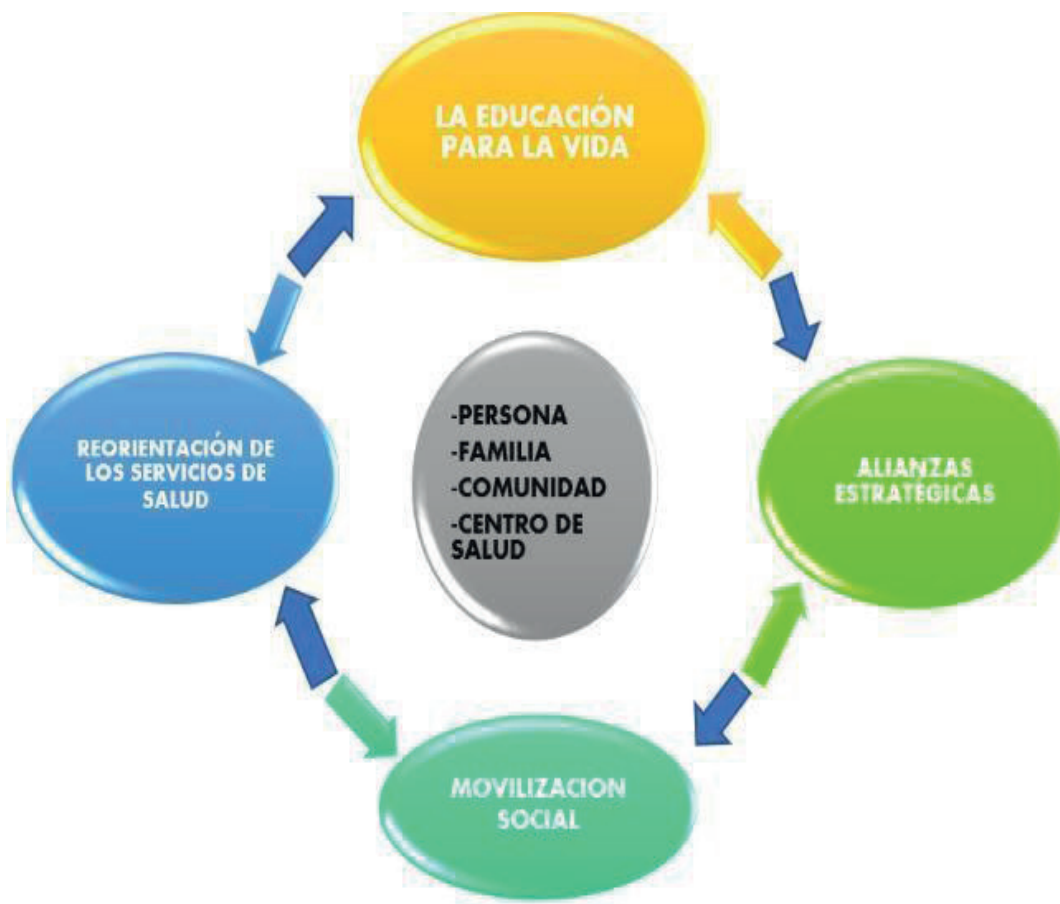 LA EDUCACIÓN
PARA LA VIDA
REORIENTACIÓN DE
LOS SERVICIOS DE
SALUD
-PERSONA
-FAMILIA
-COMUNIDAD
-CENTRO DE
SALUD
ALIANZAS
ESTRATÉGICAS
MOVILIZACION
SOCIAL